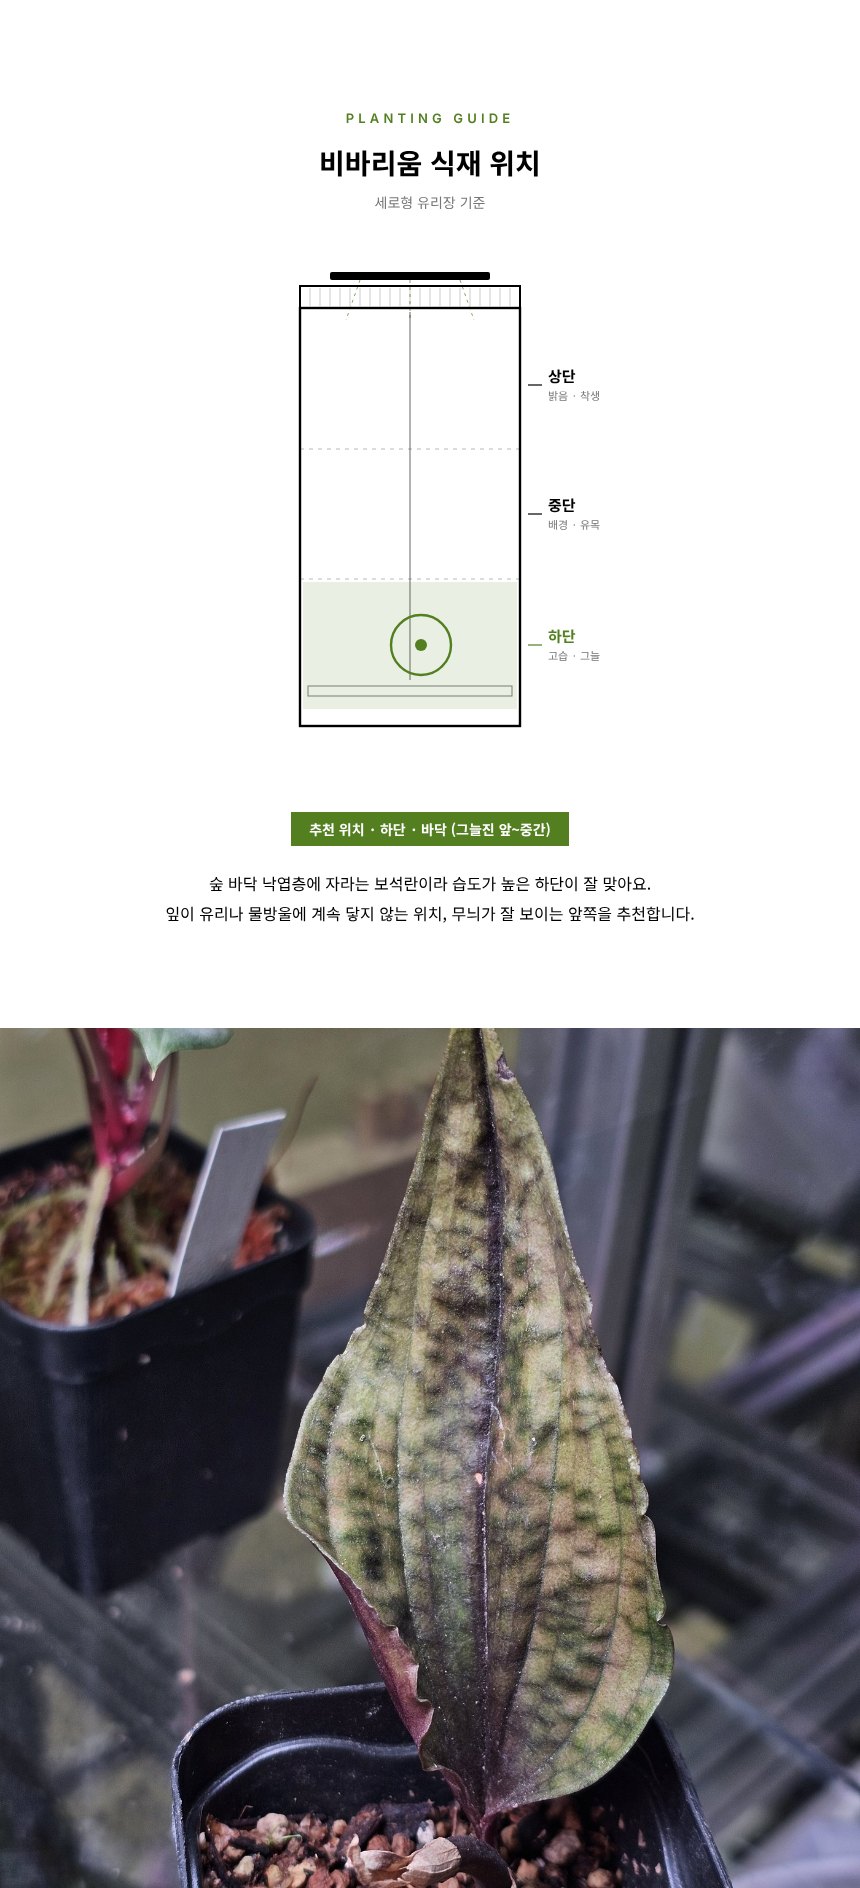 PLANTING GUIDE
비바리움 식재 위치
세로형 유리장 기준
상단
밝음 · 착생
중단
배경 · 유목
하단
고습 · 그늘
추천 위치 · 하단 · 바닥 (그늘진 앞~중간)
숲 바닥 낙엽층에 자라는 보석란이라 습도가 높은 하단이 잘 맞아요.
잎이 유리나 물방울에 계속 닿지 않는 위치, 무늬가 잘 보이는 앞쪽을 추천합니다.